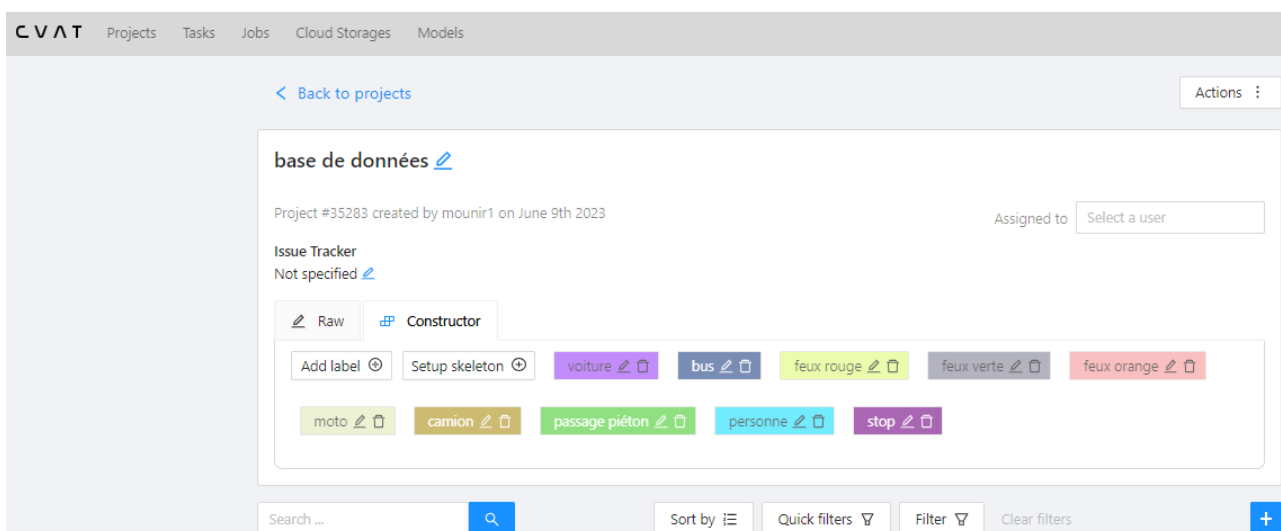 CVAT Projects Tasks Jobs Cloud Storages Models
Back to projects Actions
base de données
Project #35283 created by mounir1 on June 9th 2023
Assigned to Select a user
Issue Tracker
Not specified
Raw Constructor
Add label Setup skeleton voiture bus feux rouge feux verte feux orange
moto camion passage piéton personne stop
Search ... Sort by Quick filters Filter Clear filters +